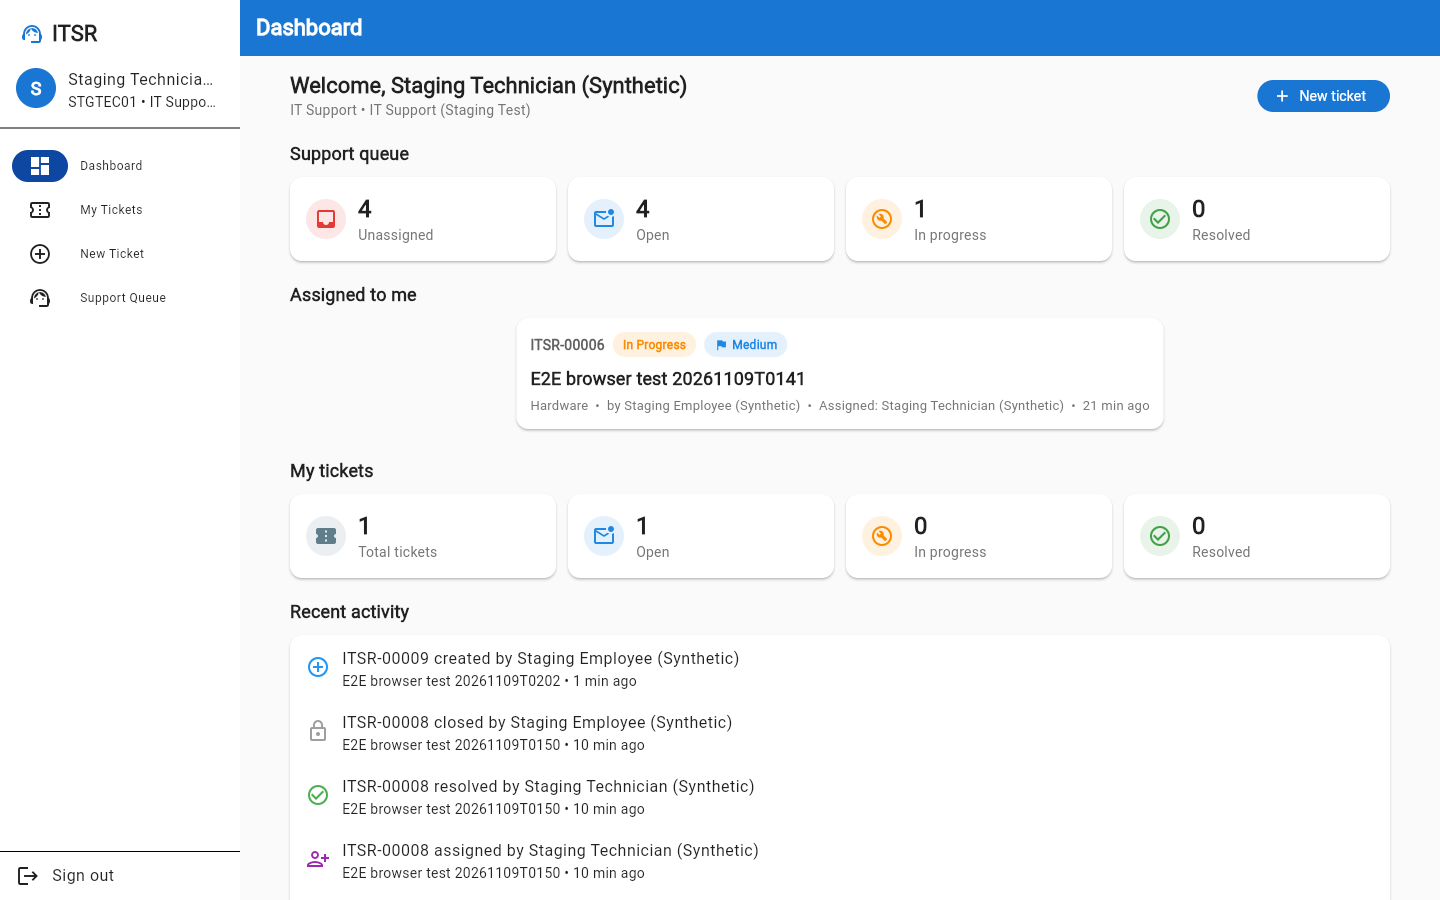 ITSR
Staging Technicia...
STGTEC01 • IT Suppo...
Dashboard
My Tickets
New Ticket
Support Queue
Sign out
Dashboard
Welcome, Staging Technician (Synthetic)
IT Support • IT Support (Staging Test)
New ticket
Support queue
4
Unassigned
4
Open
1
In progress
0
Resolved
Assigned to me
ITSR-00006 In Progress Medium
E2E browser test 20261109T0141
Hardware • by Staging Employee (Synthetic) • Assigned: Staging Technician (Synthetic) • 21 min ago
My tickets
1
Total tickets
1
Open
0
In progress
0
Resolved
Recent activity
ITSR-00009 created by Staging Employee (Synthetic)
E2E browser test 20261109T0202 • 1 min ago
ITSR-00008 closed by Staging Employee (Synthetic)
E2E browser test 20261109T0150 • 10 min ago
ITSR-00008 resolved by Staging Technician (Synthetic)
E2E browser test 20261109T0150 • 10 min ago
ITSR-00008 assigned by Staging Technician (Synthetic)
E2E browser test 20261109T0150 • 10 min ago
S